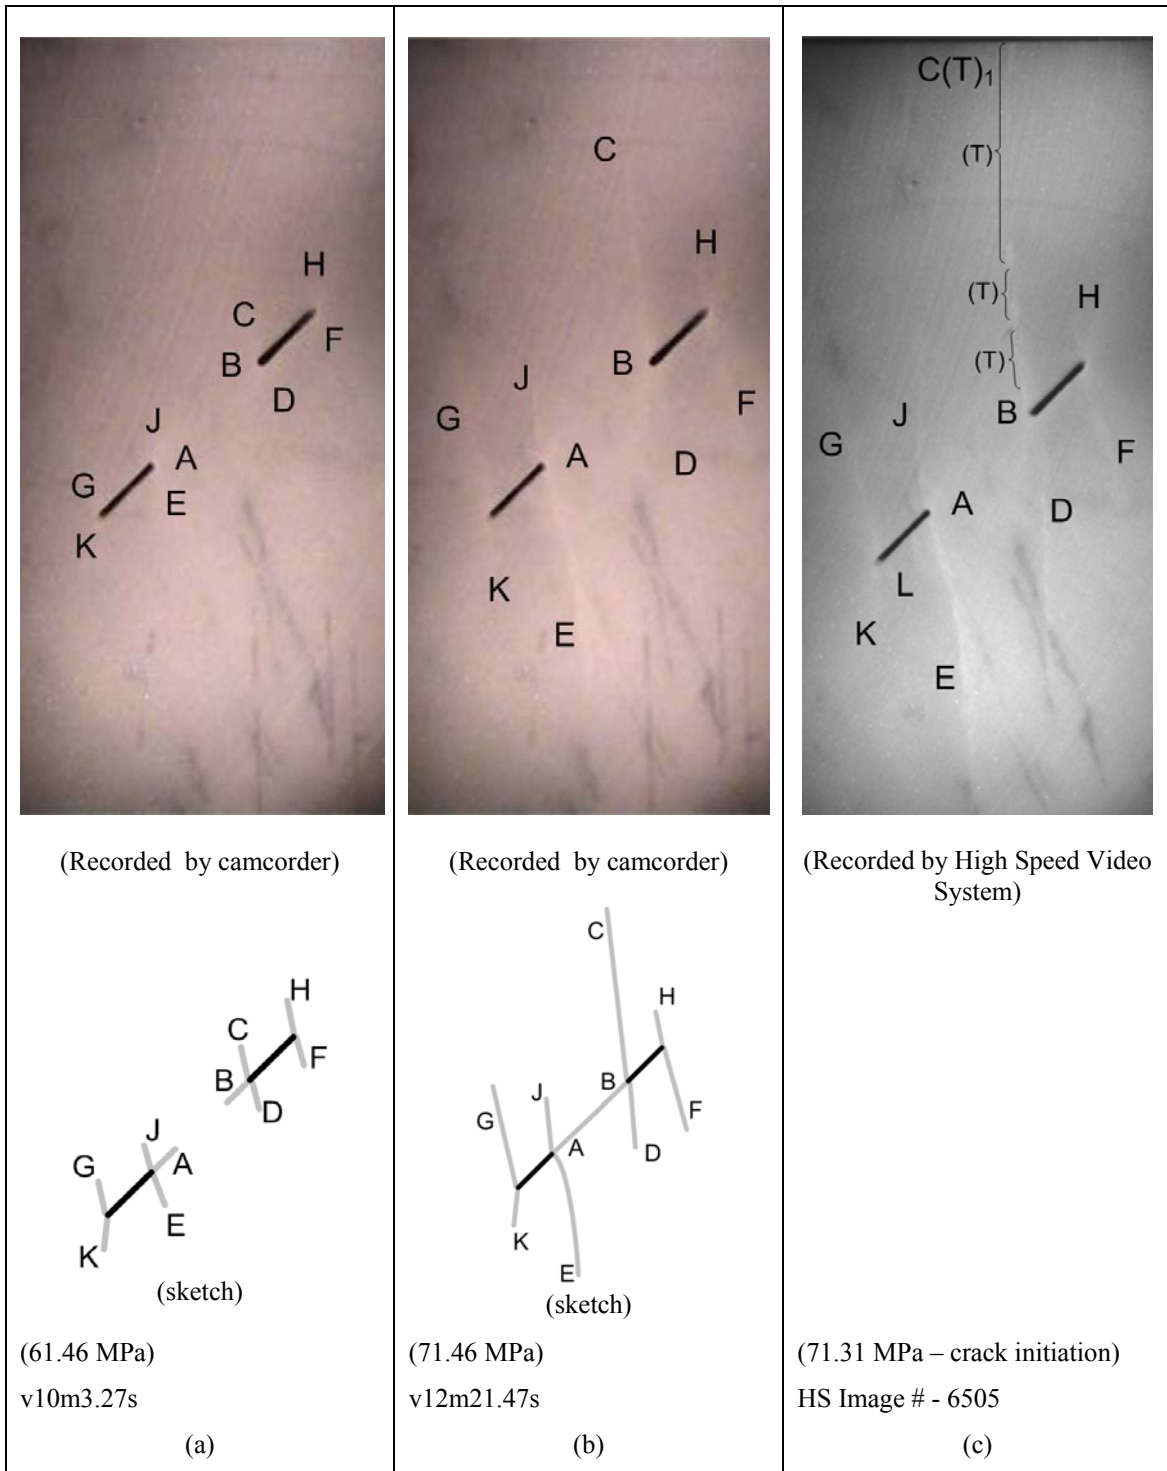 C
H
B
F
D
J
A
G
E
K
(Recorded by camcorder)
H
C
B
F
D
J
G
A
E
K
(sketch)
(61.46 MPa)
v10m3.27s
(a)
C
H
B
J
G
F
A
D
K
E
(Recorded by camcorder)
C
H
B
J
G
F
A
D
K
E
(sketch)
(71.46 MPa)
v12m21.47s
(b)
C(T)₁
(T)
(T)
H
(T)
B
J
G
F
A
D
L
K
E
(Recorded by High Speed Video
System)
(71.31 MPa – crack initiation)
HS Image # - 6505
(c)